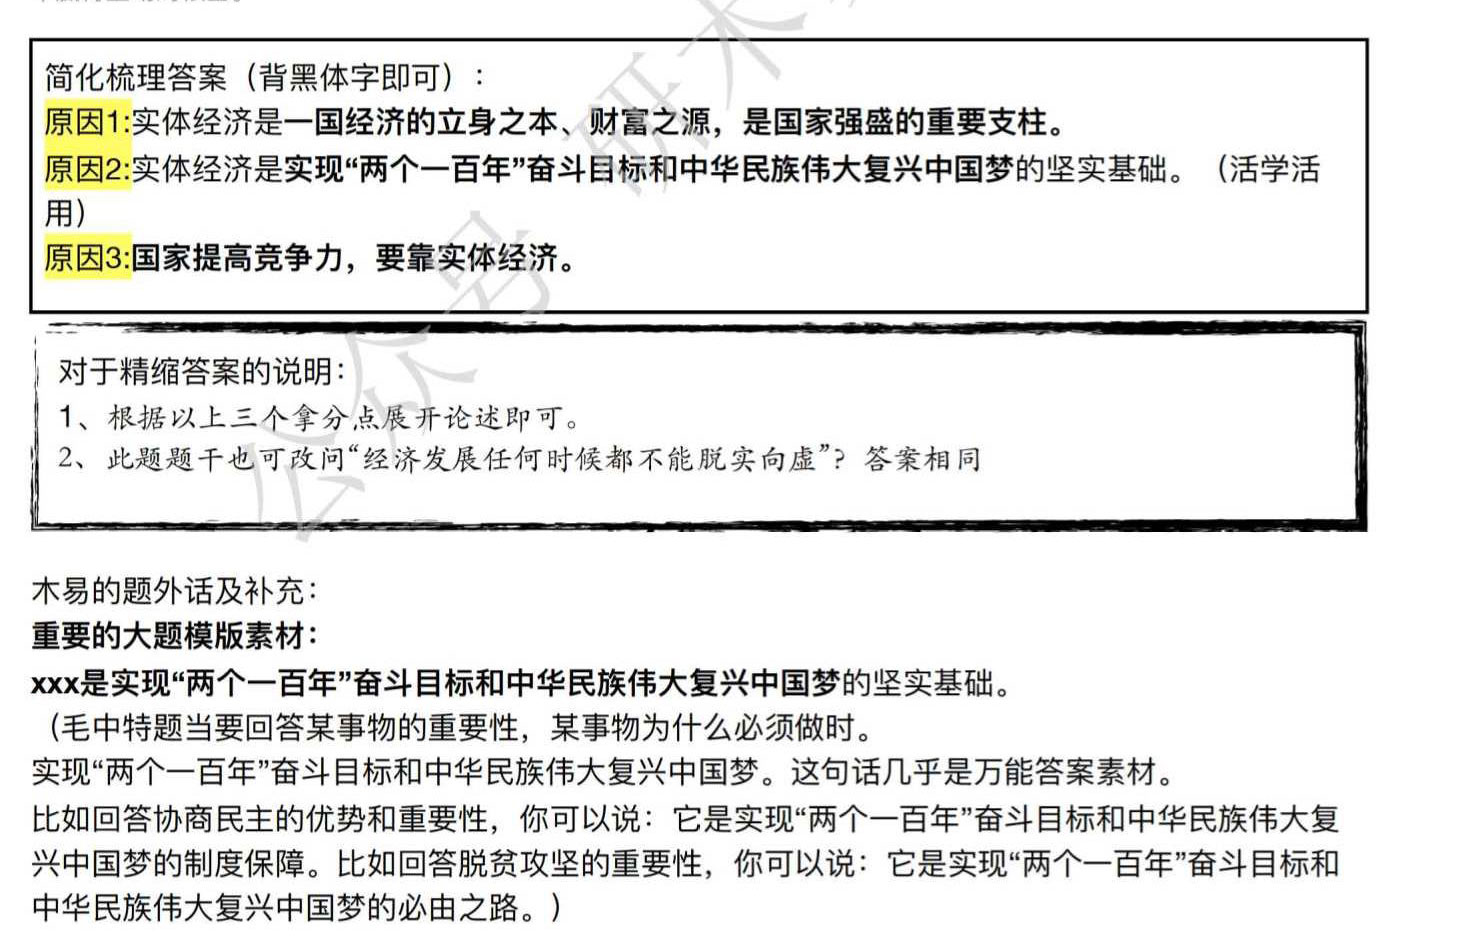 简化梳理答案（背黑体字即可）：
原因1:实体经济是一国经济的立身之本、财富之源，是国家强盛的重要支柱。
原因2:实体经济是实现“两个一百年”奋斗目标和中华民族伟大复兴中国梦的坚实基础。（活学活
用）
原因3:国家提高竞争力，要靠实体经济。
对于精缩答案的说明：
1、根据以上三个拿分点展开论述即可。
2、此题题干也可改问“经济发展任何时候都不能脱实向虚”？答案相同
木易的题外话及补充：
重要的大题模版素材：
xxx是实现“两个一百年”奋斗目标和中华民族伟大复兴中国梦的坚实基础。
（毛中特题当要回答某事物的重要性，某事物为什么必须做时。
实现“两个一百年”奋斗目标和中华民族伟大复兴中国梦。这句话几乎是万能答案素材。
比如回答协商民主的优势和重要性，你可以说：它是实现“两个一百年”奋斗目标和中华民族伟大复
兴中国梦的制度保障。比如回答脱贫攻坚的重要性，你可以说：它是实现“两个一百年”奋斗目标和
中华民族伟大复兴中国梦的必由之路。）
公众号 研木